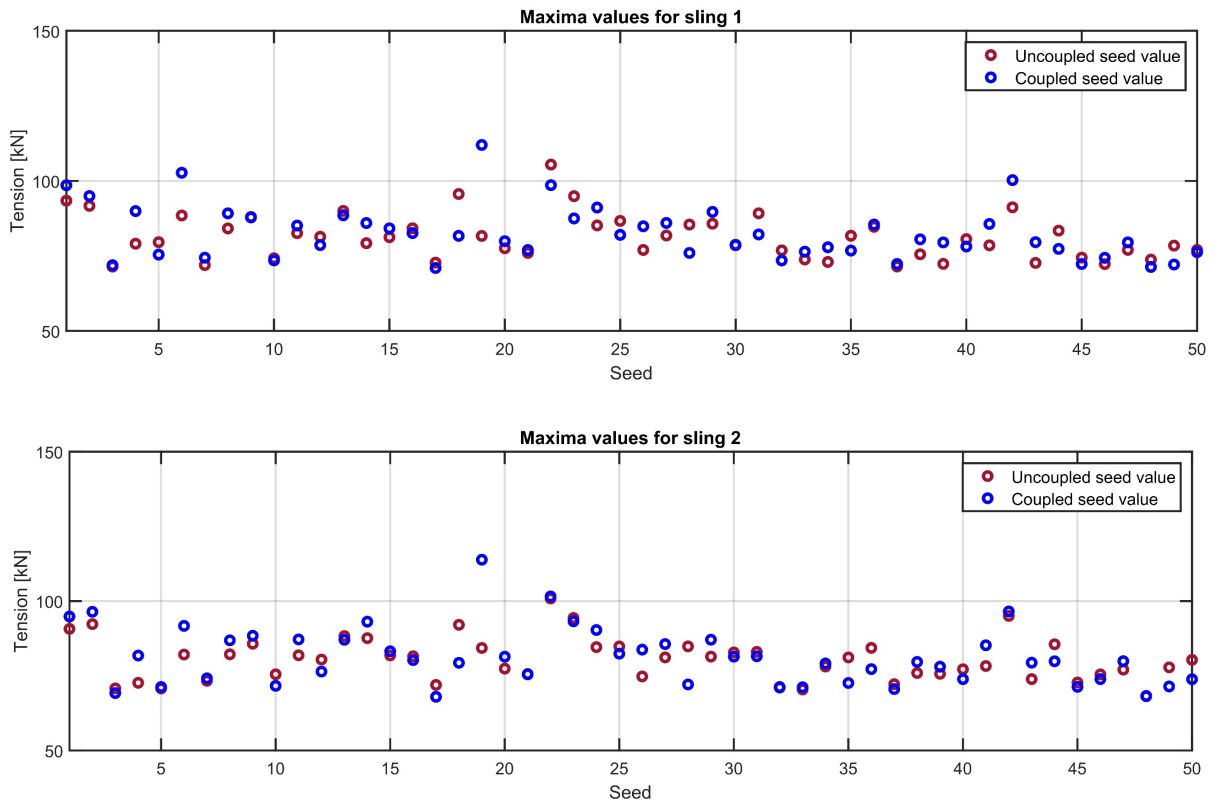 Maxima values for sling 1
150
100
50
Tension [kN]
Uncoupled seed value
Coupled seed value
5 10 15 20 25 30 35 40 45 50
Seed
Maxima values for sling 2
150
100
50
Tension [kN]
Uncoupled seed value
Coupled seed value
5 10 15 20 25 30 35 40 45 50
Seed